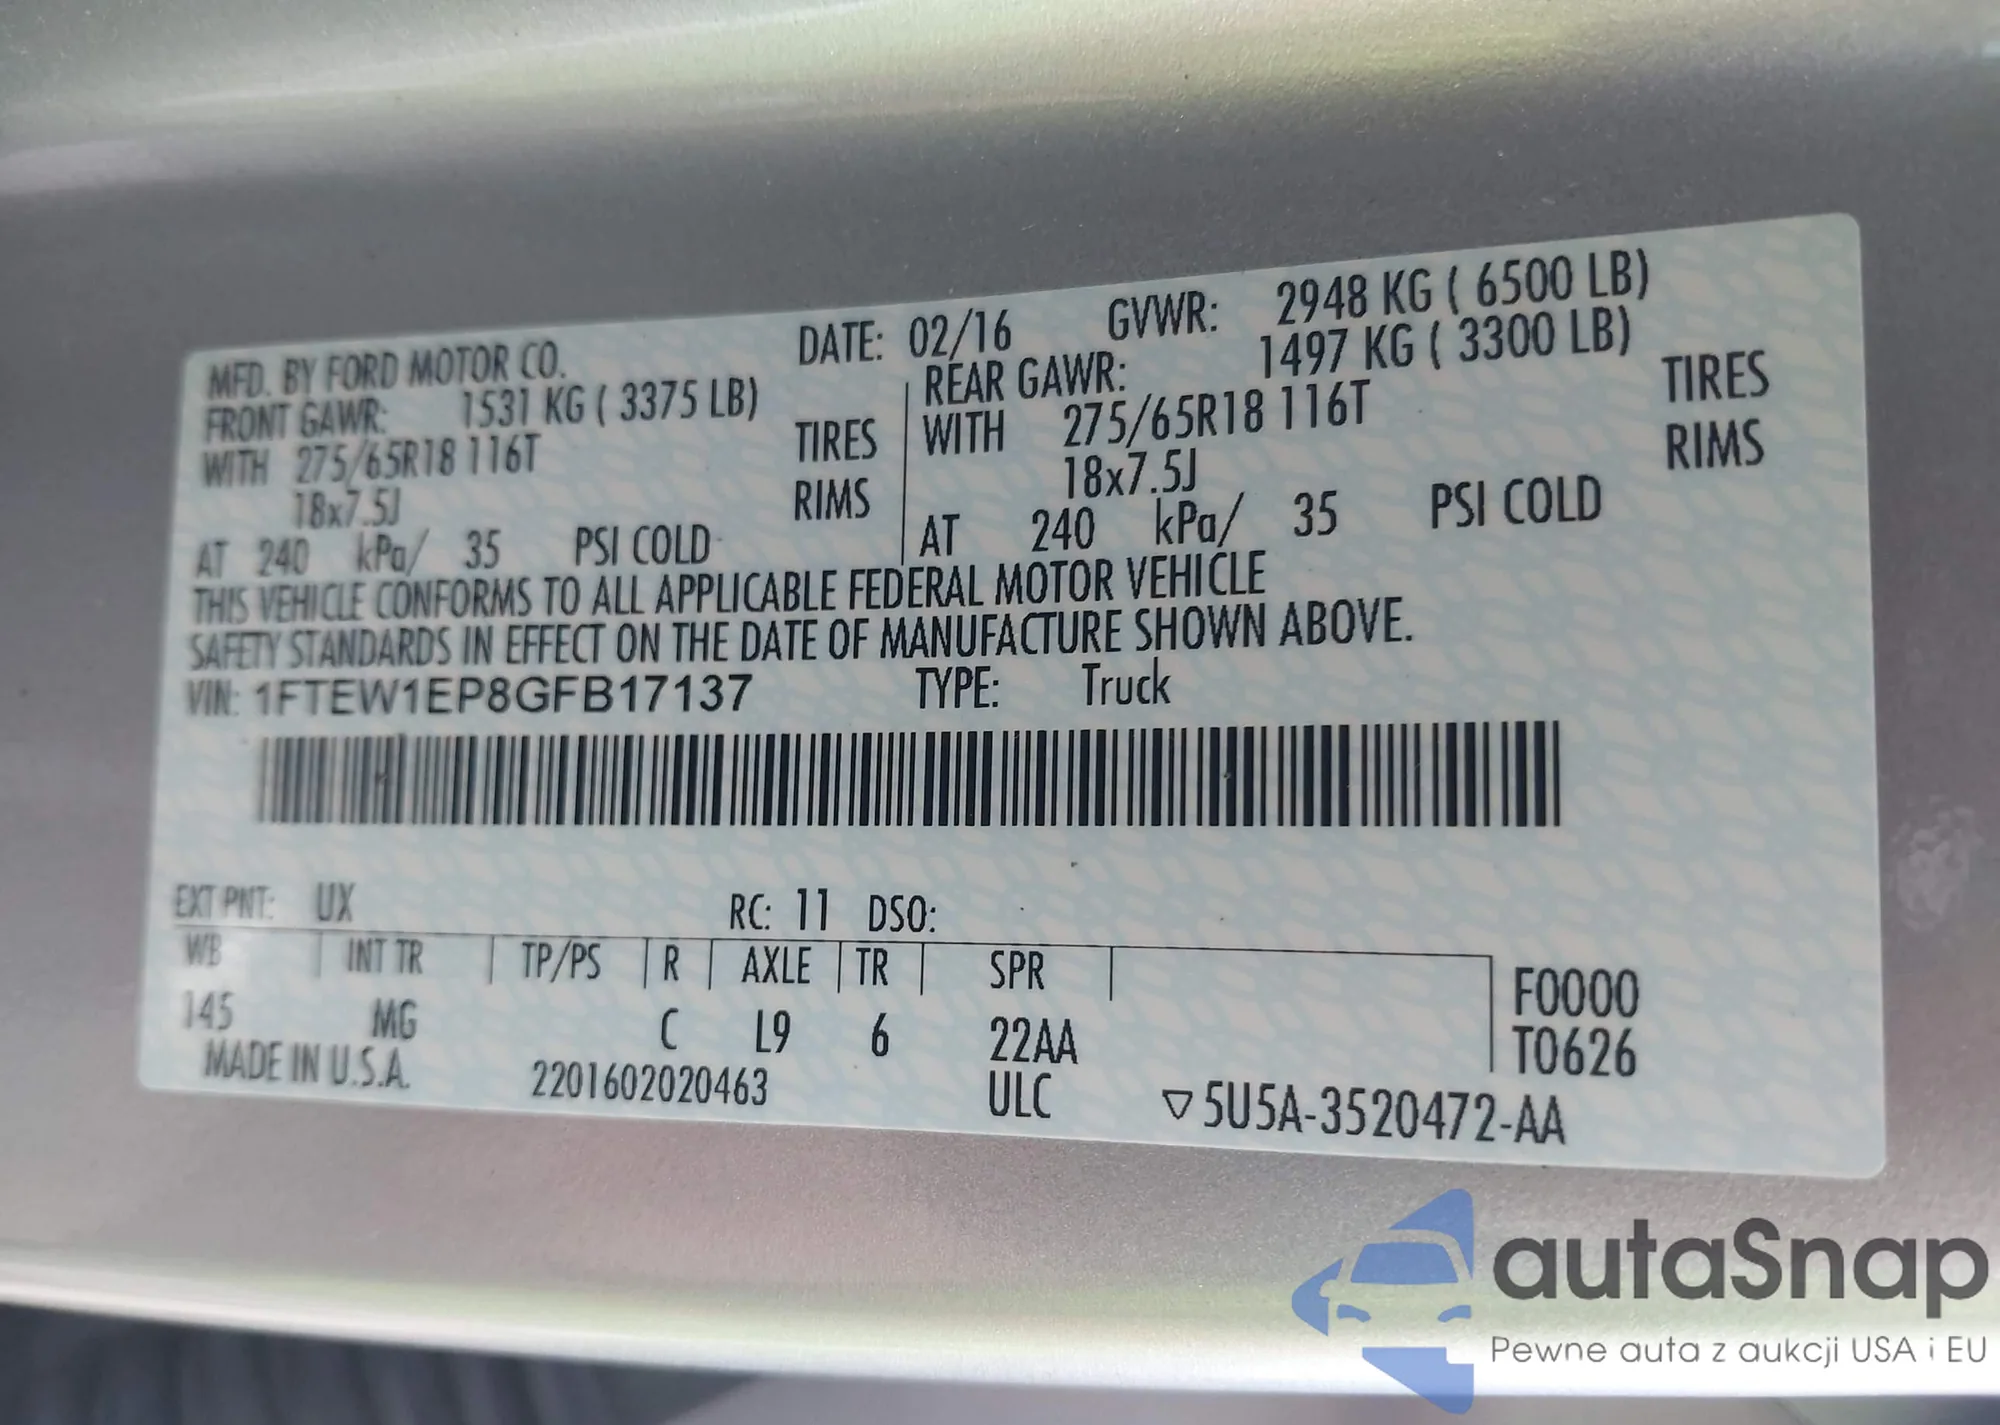 MFD. BY FORD MOTOR CO. DATE: 02/16 GVWR: 2948 KG ( 6500 LB)
FRONT GAWR: 1531 KG ( 3375 LB) REAR GAWR: 1497 KG ( 3300 LB)
WITH 275/65R18 116T TIRES WITH 275/65R18 116T TIRES
18x7.5J RIMS 18x7.5J RIMS
AT 240 kPa/ 35 PSI COLD AT 240 kPa/ 35 PSI COLD
THIS VEHICLE CONFORMS TO ALL APPLICABLE FEDERAL MOTOR VEHICLE
SAFETY STANDARDS IN EFFECT ON THE DATE OF MANUFACTURE SHOWN ABOVE.
VIN: 1FTEW1EP8GFB17137 TYPE: Truck
EXT PNT: UX RC: 11 DSO:
WB INT TR TP/PS R AXLE TR SPR F0000
145 MG C L9 6 22AA T0626
MADE IN U.S.A. 2201602020463 ULC ▽5U5A-3520472-AA
autaSnap
Pewne auta z aukcji USA i EU